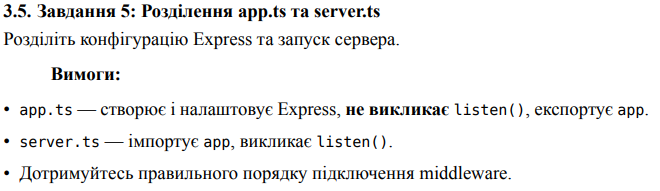 3.5. Завдання 5: Розділення app.ts та server.ts
Розділіть конфігурацію Express та запуск сервера.
Вимоги:
• app.ts — створює і налаштовує Express, не викликає listen(), експортує app.
• server.ts — імпортує app, викликає listen().
• Дотримуйтесь правильного порядку підключення middleware.